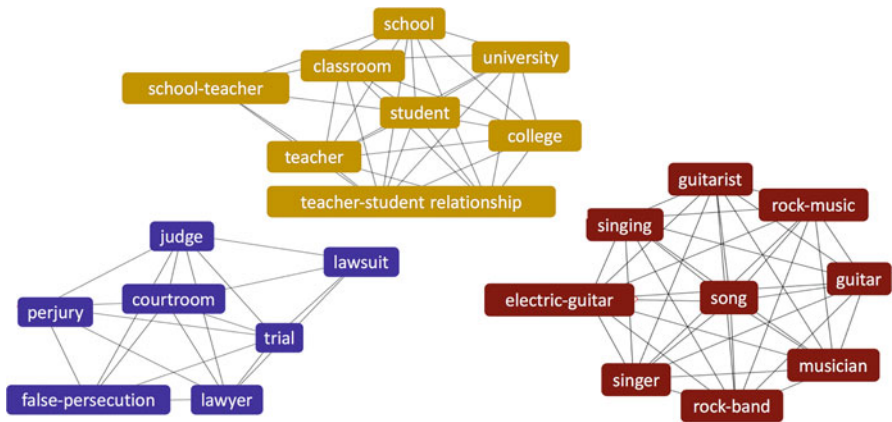 school
classroom
university
school-teacher
student
college
teacher
teacher-student relationship
judge
lawsuit
courtroom
perjury
trial
false-persecution
lawyer
guitarist
rock-music
singing
guitar
electric-guitar
song
musician
singer
rock-band